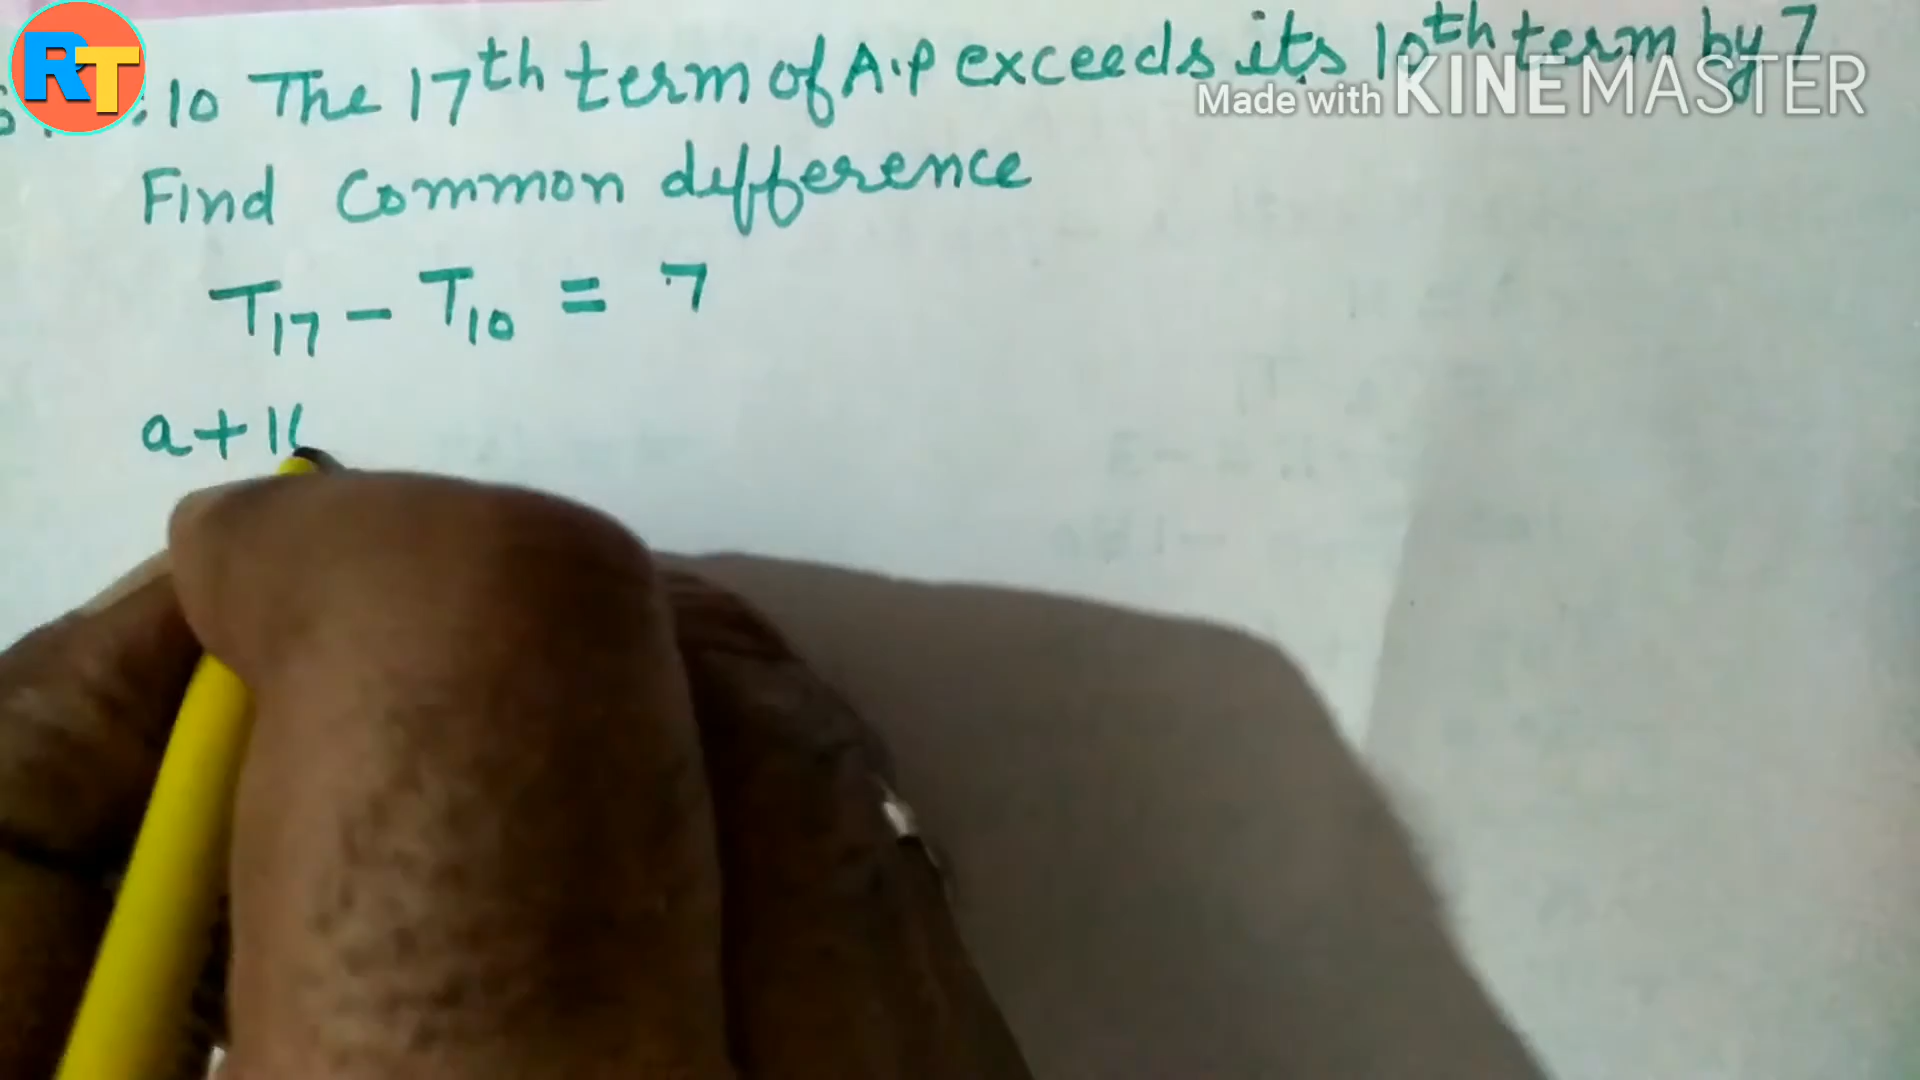 RT
:10 The 17th term of A.P exceeds its 10th term by 7
Made with KINEMASTER
Find Common difference
T17 - T10 = 7
a+16